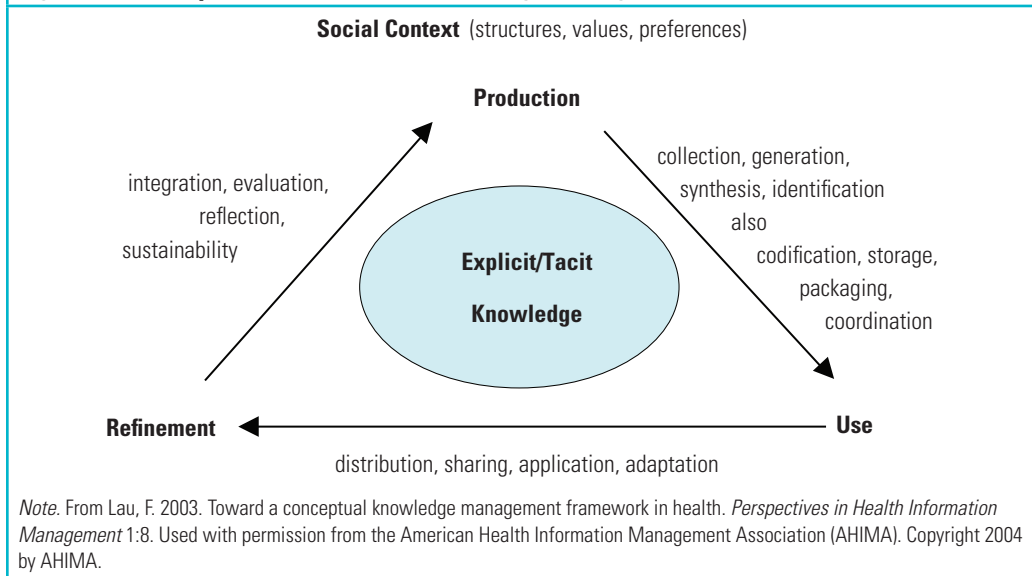 Social Context (structures, values, preferences)
Production
integration, evaluation,
reflection,
sustainability
collection, generation,
synthesis, identification
also
codification, storage,
packaging,
coordination
Explicit/Tacit
Knowledge
Refinement
Use
distribution, sharing, application, adaptation
Note. From Lau, F. 2003. Toward a conceptual knowledge management framework in health. Perspectives in Health Information
Management 1:8. Used with permission from the American Health Information Management Association (AHIMA). Copyright 2004
by AHIMA.